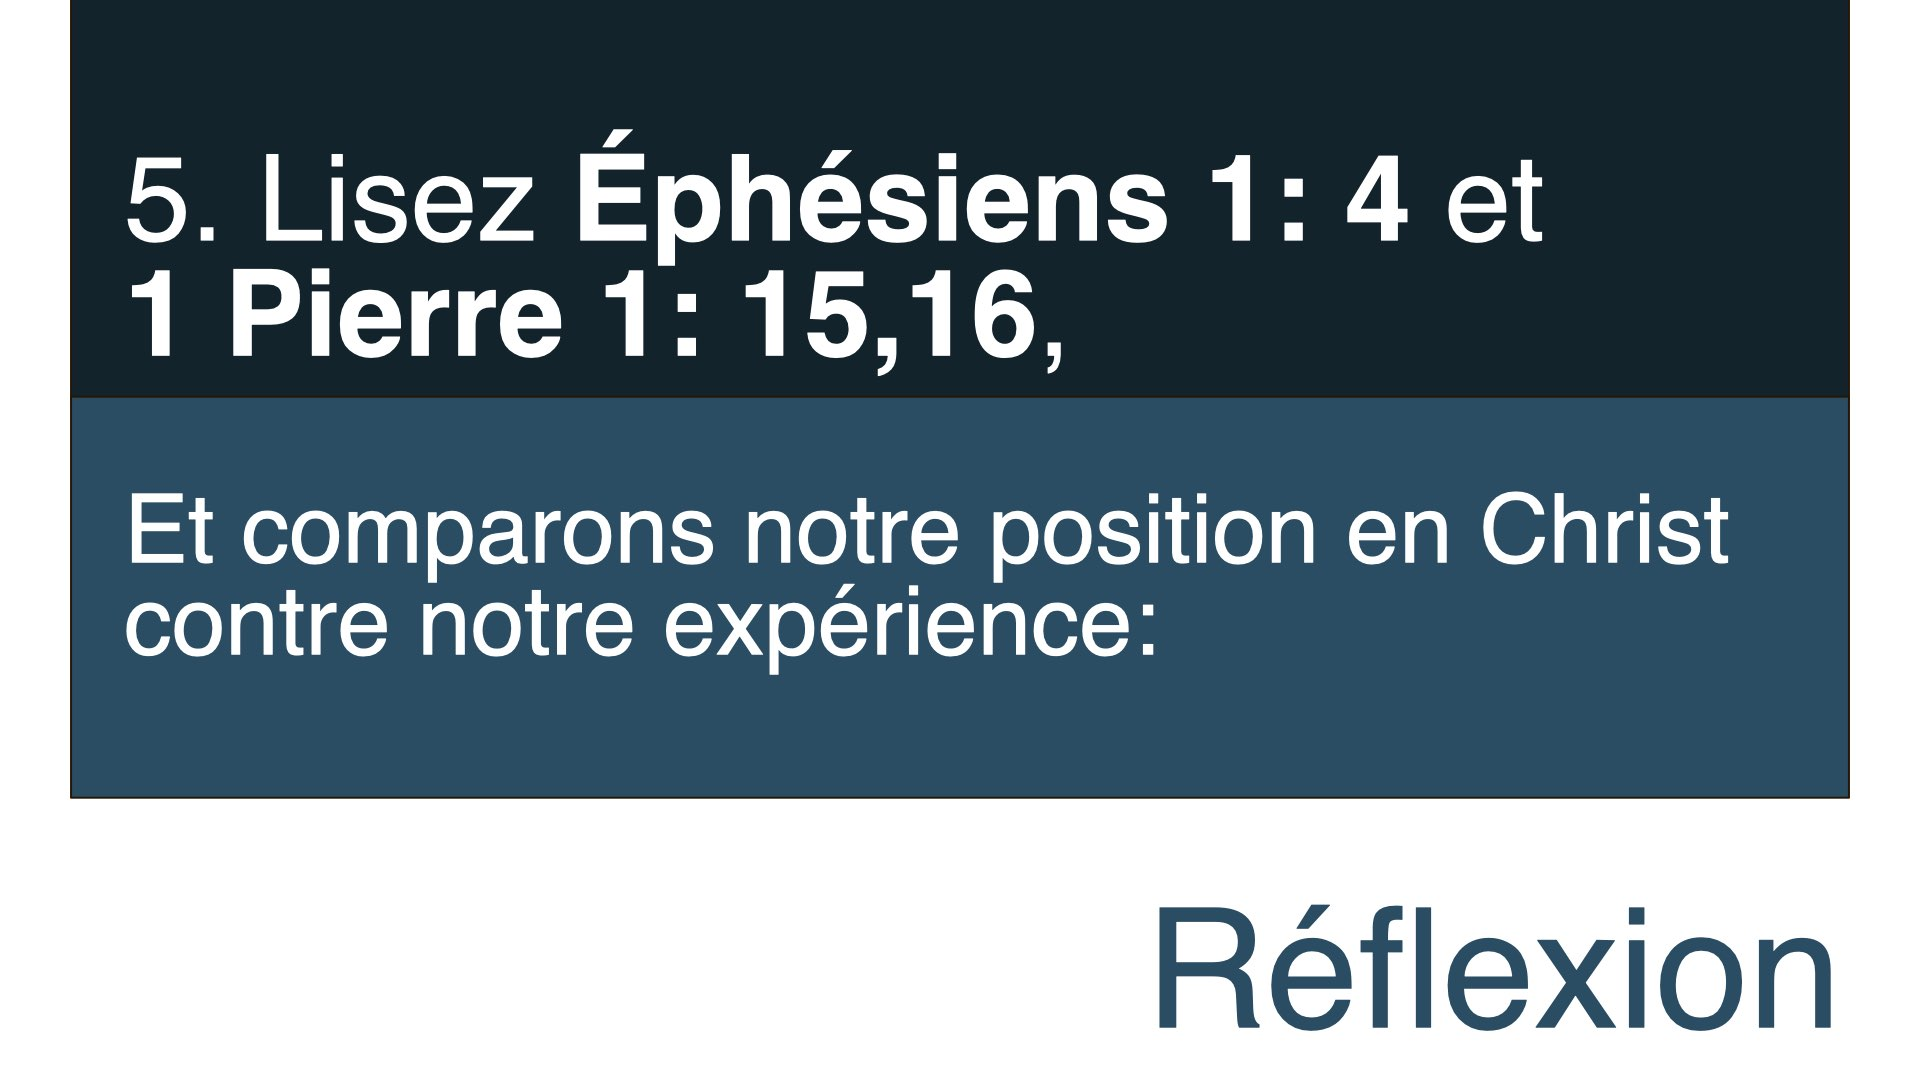 5. Lisez Éphésiens 1: 4 et
1 Pierre 1: 15,16,
Et comparons notre position en Christ
contre notre expérience:
Réflexion